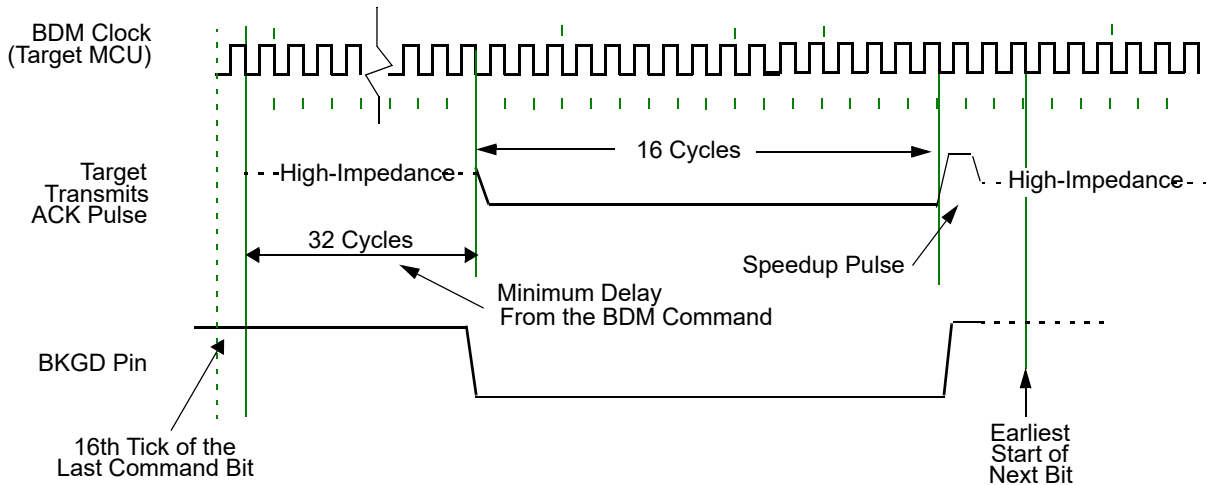 BDM Clock
(Target MCU)
16 Cycles
Target
Transmits
ACK Pulse
High-Impedance
High-Impedance
32 Cycles
Speedup Pulse
Minimum Delay
From the BDM Command
BKGD Pin
16th Tick of the
Last Command Bit
Earliest
Start of
Next Bit